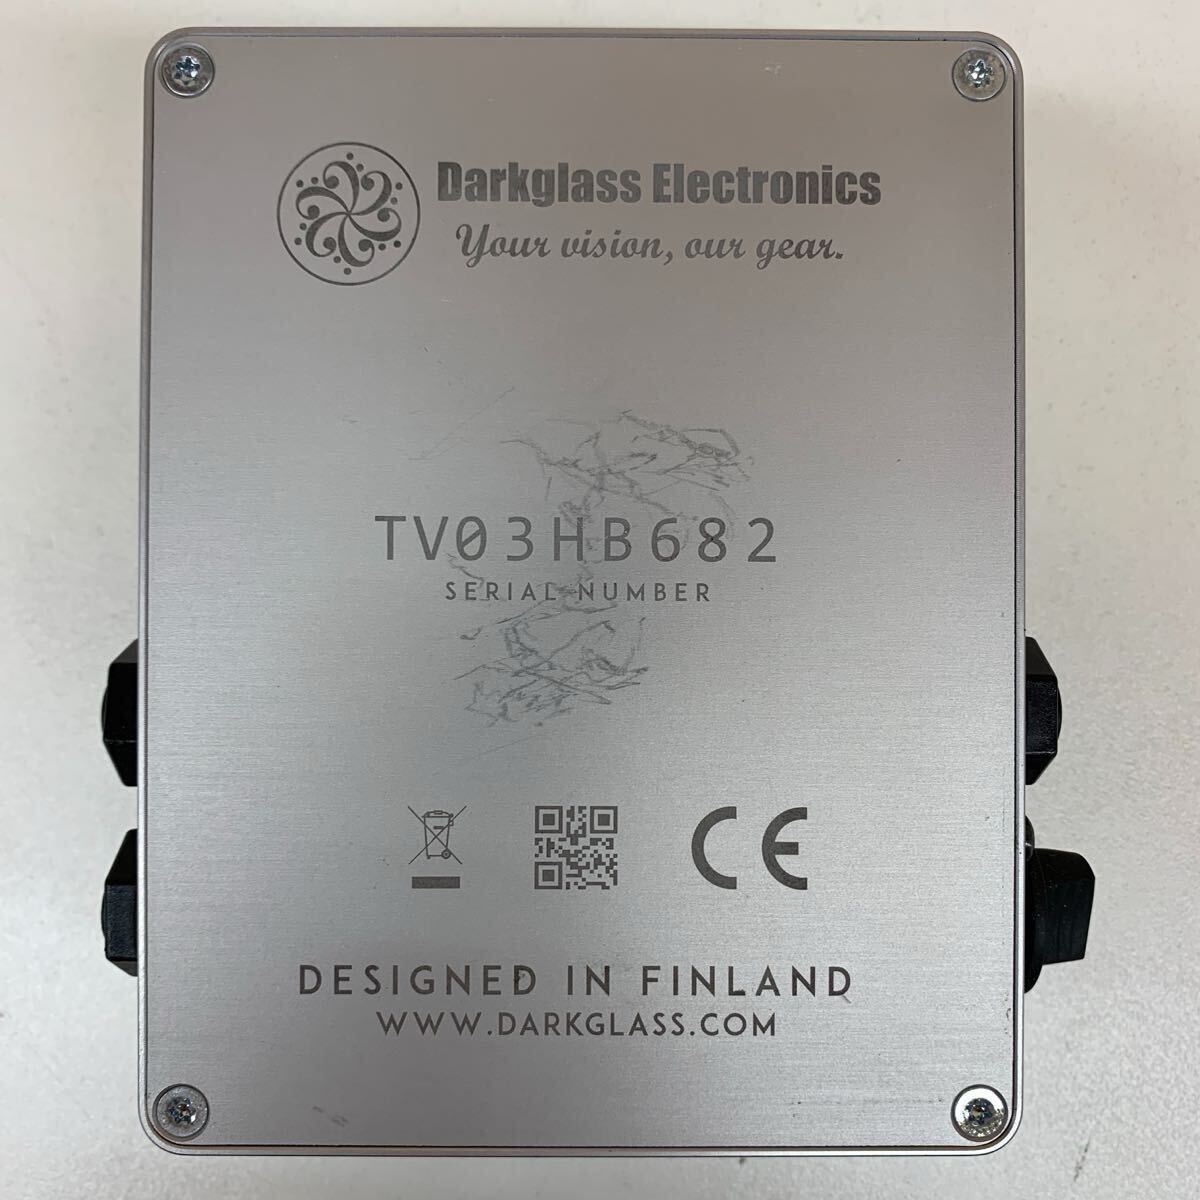 Darkglass Electronics
Your vision, our gear.
TV03HB682
SERIAL NUMBER
CE
DESIGNED IN FINLAND
WWW.DARKGLASS.COM